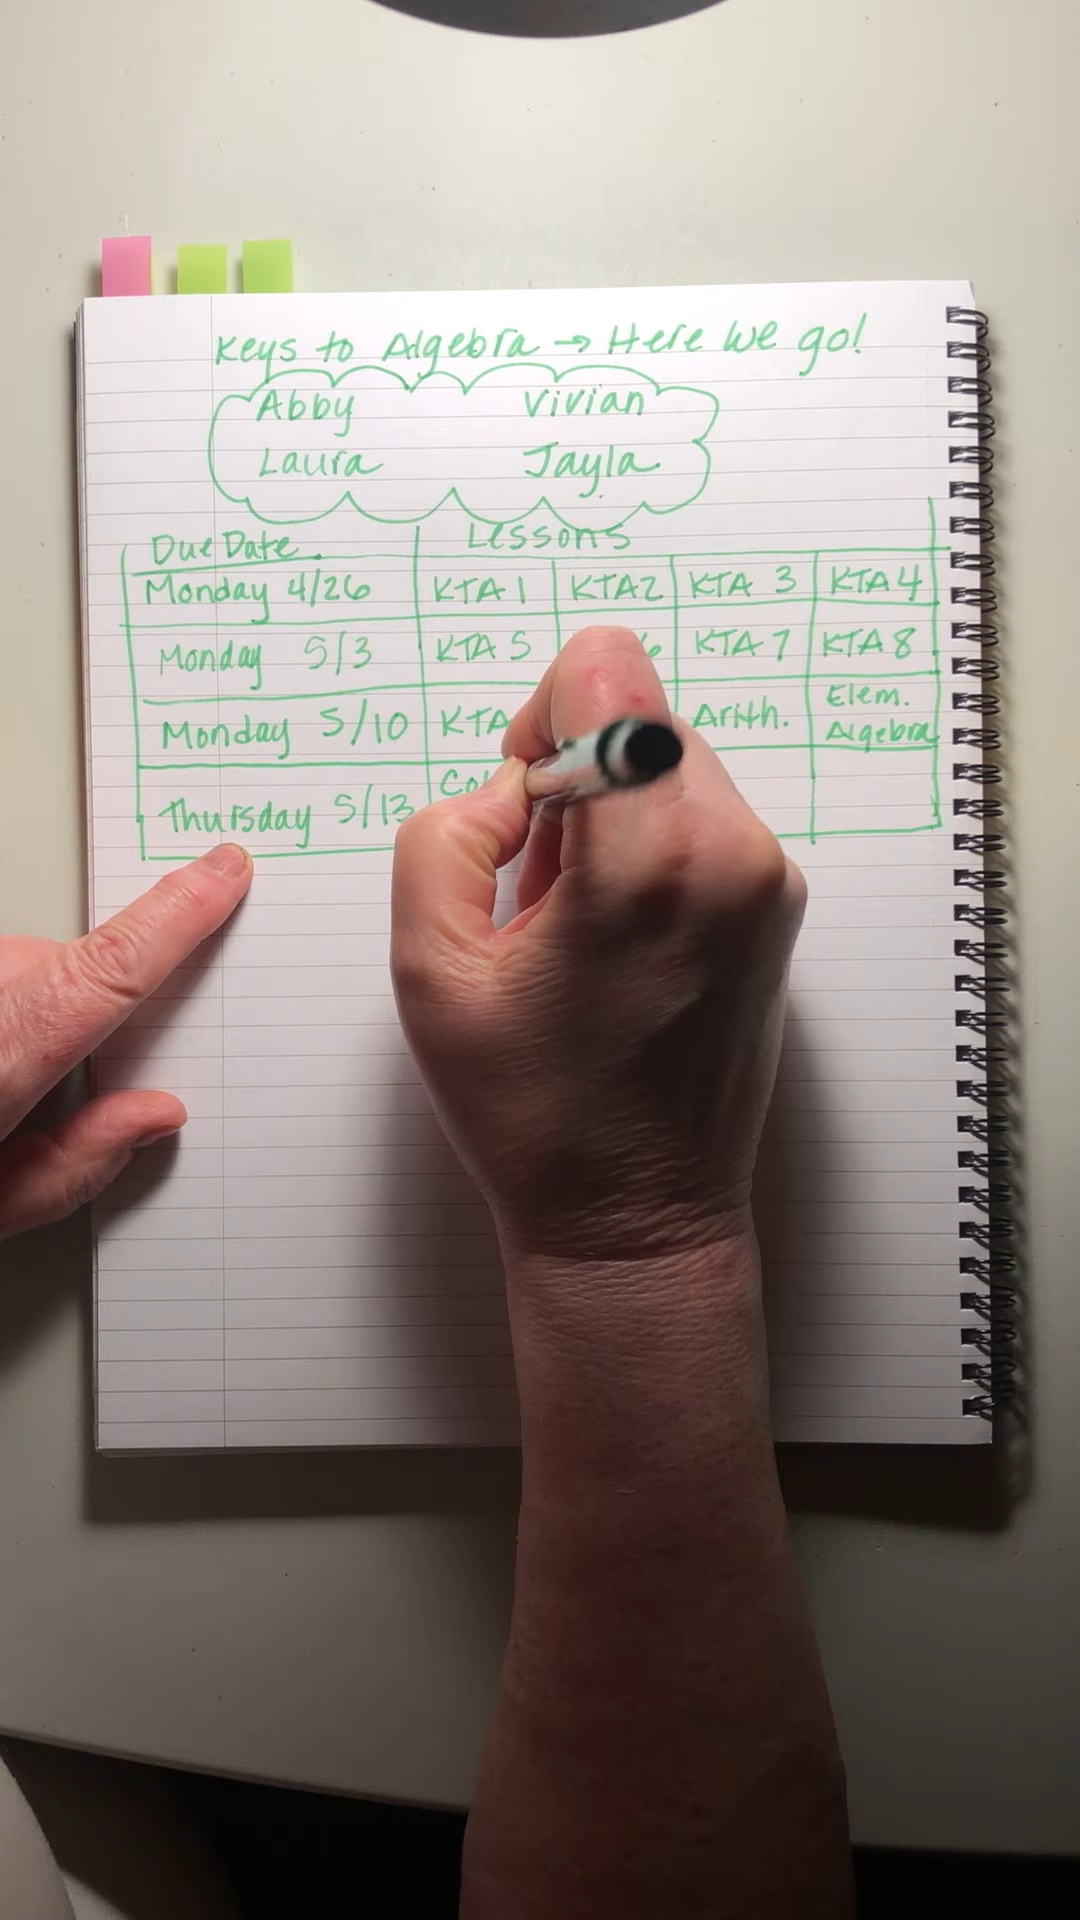 Keys to Algebra → Here we go!
Abby Vivian
Laura Jayla
Due Date Lessons
Monday 4/26 KTA 1 KTA2 KTA 3 KTA 4
Monday 5/3 KTA 5 6 KTA 7 KTA 8
Monday 5/10 KTA Arith. Elem. Algebra
Thursday 5/13